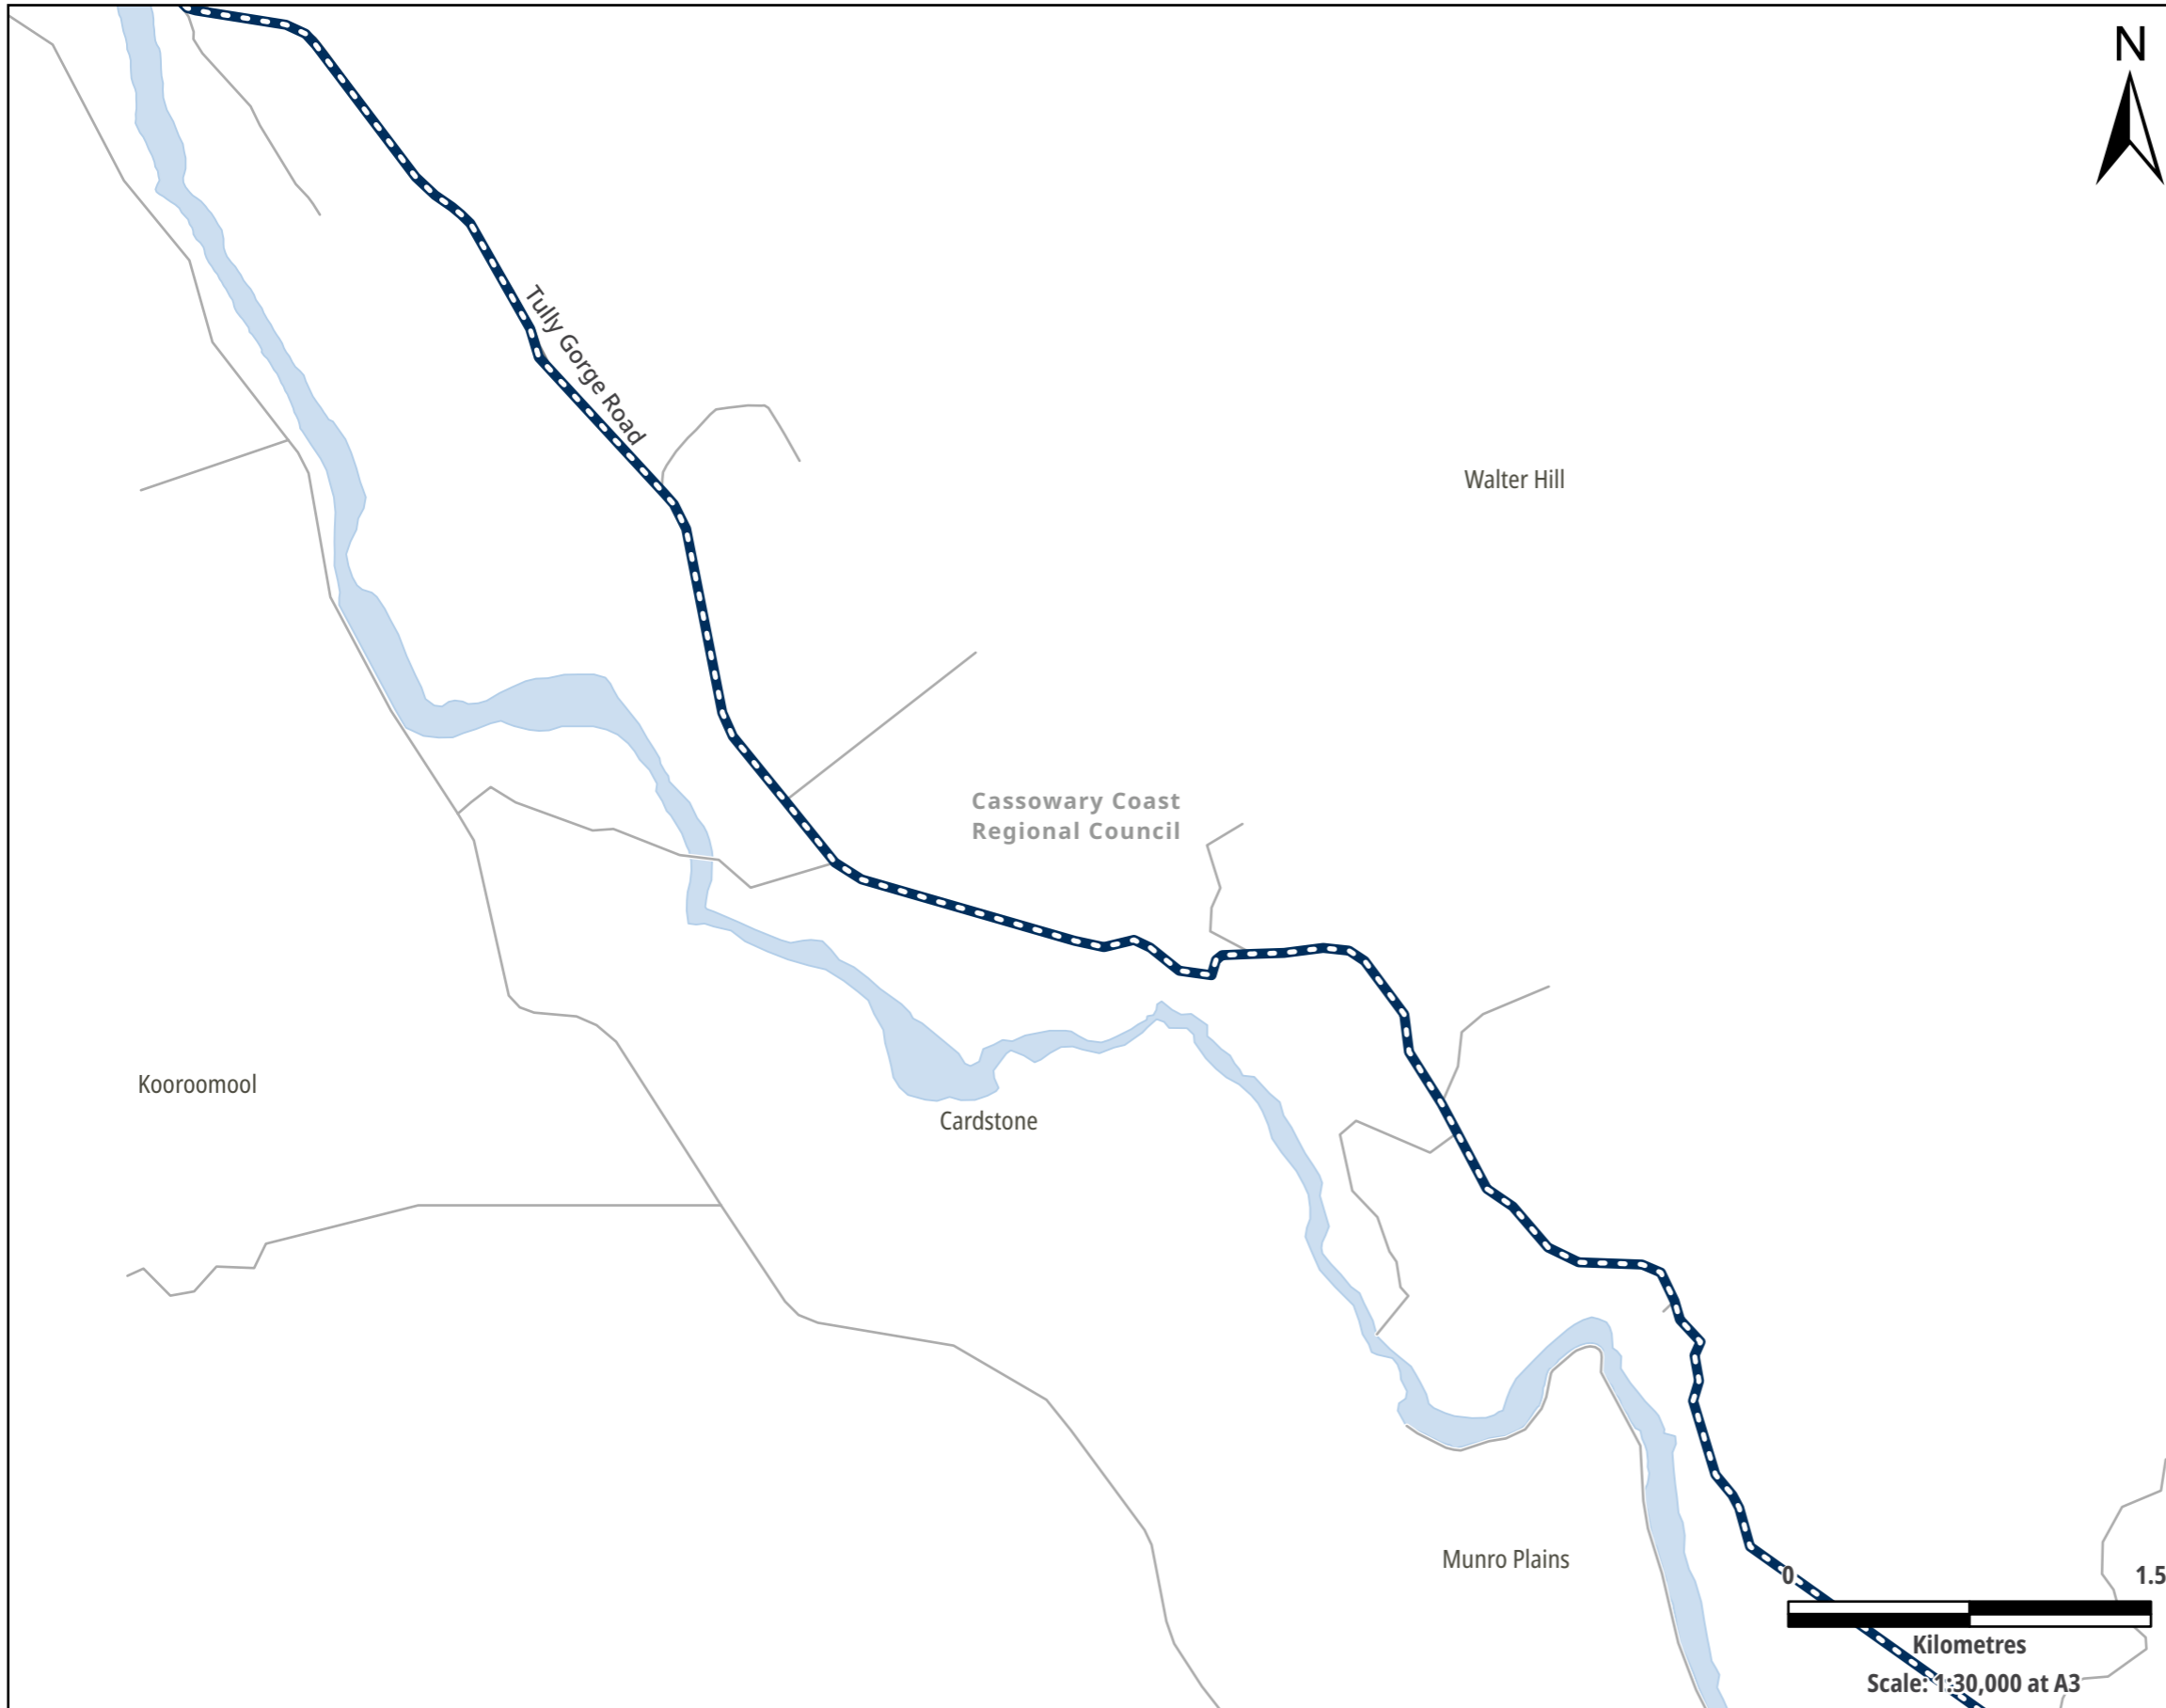 N
Tully Gorge Road
Walter Hill
Cassowary Coast
Regional Council
Kooroomool
Cardstone
Munro Plains
0 1.5
Kilometres
Scale: 1:30,000 at A3